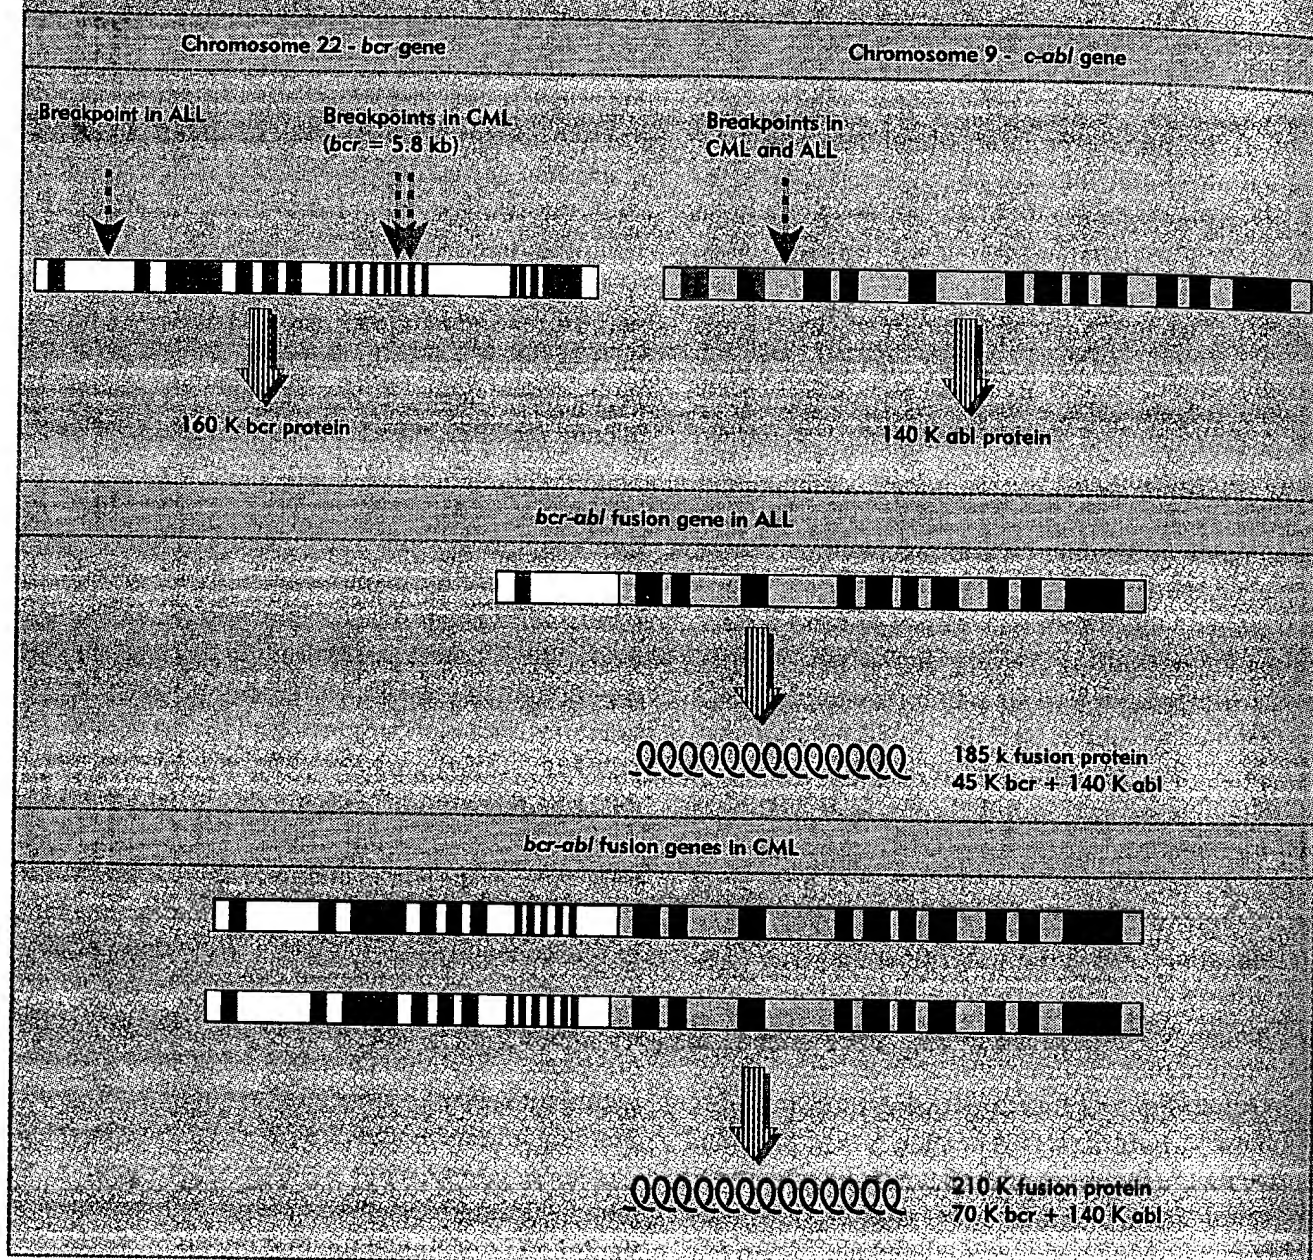 Chromosome 22 - bcr gene
Chromosome 9 - c-abl gene
Breakpoint in ALL
Breakpoints in CML
(bcr = 5.8 kb)
Breakpoints in
CML and ALL
160 K bcr protein
140 K abl protein
bcr-abl fusion gene in ALL
185 k fusion protein
45 K bcr + 140 K abl
bcr-abl fusion genes in CML
210 K fusion protein
70 K bcr + 140 K abl